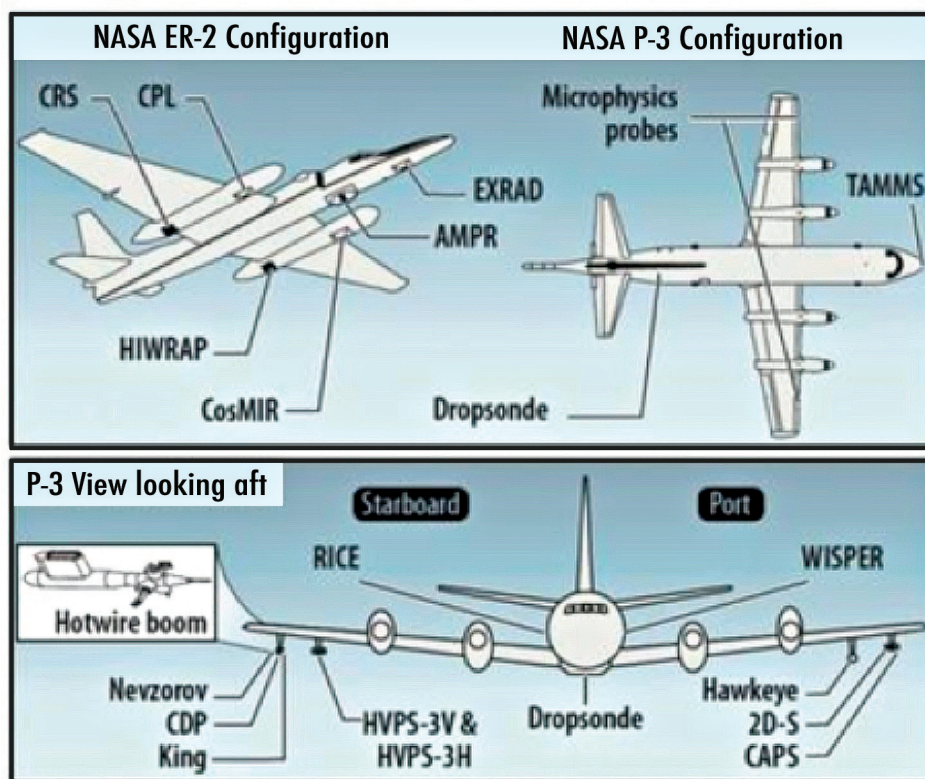 NASA ER-2 Configuration
NASA P-3 Configuration
CRS
CPL
EXRAD
AMPR
HIWRAP
CosMIR
Microphysics
probes
TAMMS
Dropsonde
P-3 View looking aft
Starboard
Port
RICE
WISPER
Hotwire boom
Nevzorov
CDP
King
HVPS-3V &
HVPS-3H
Dropsonde
Hawkeye
2D-S
CAPS